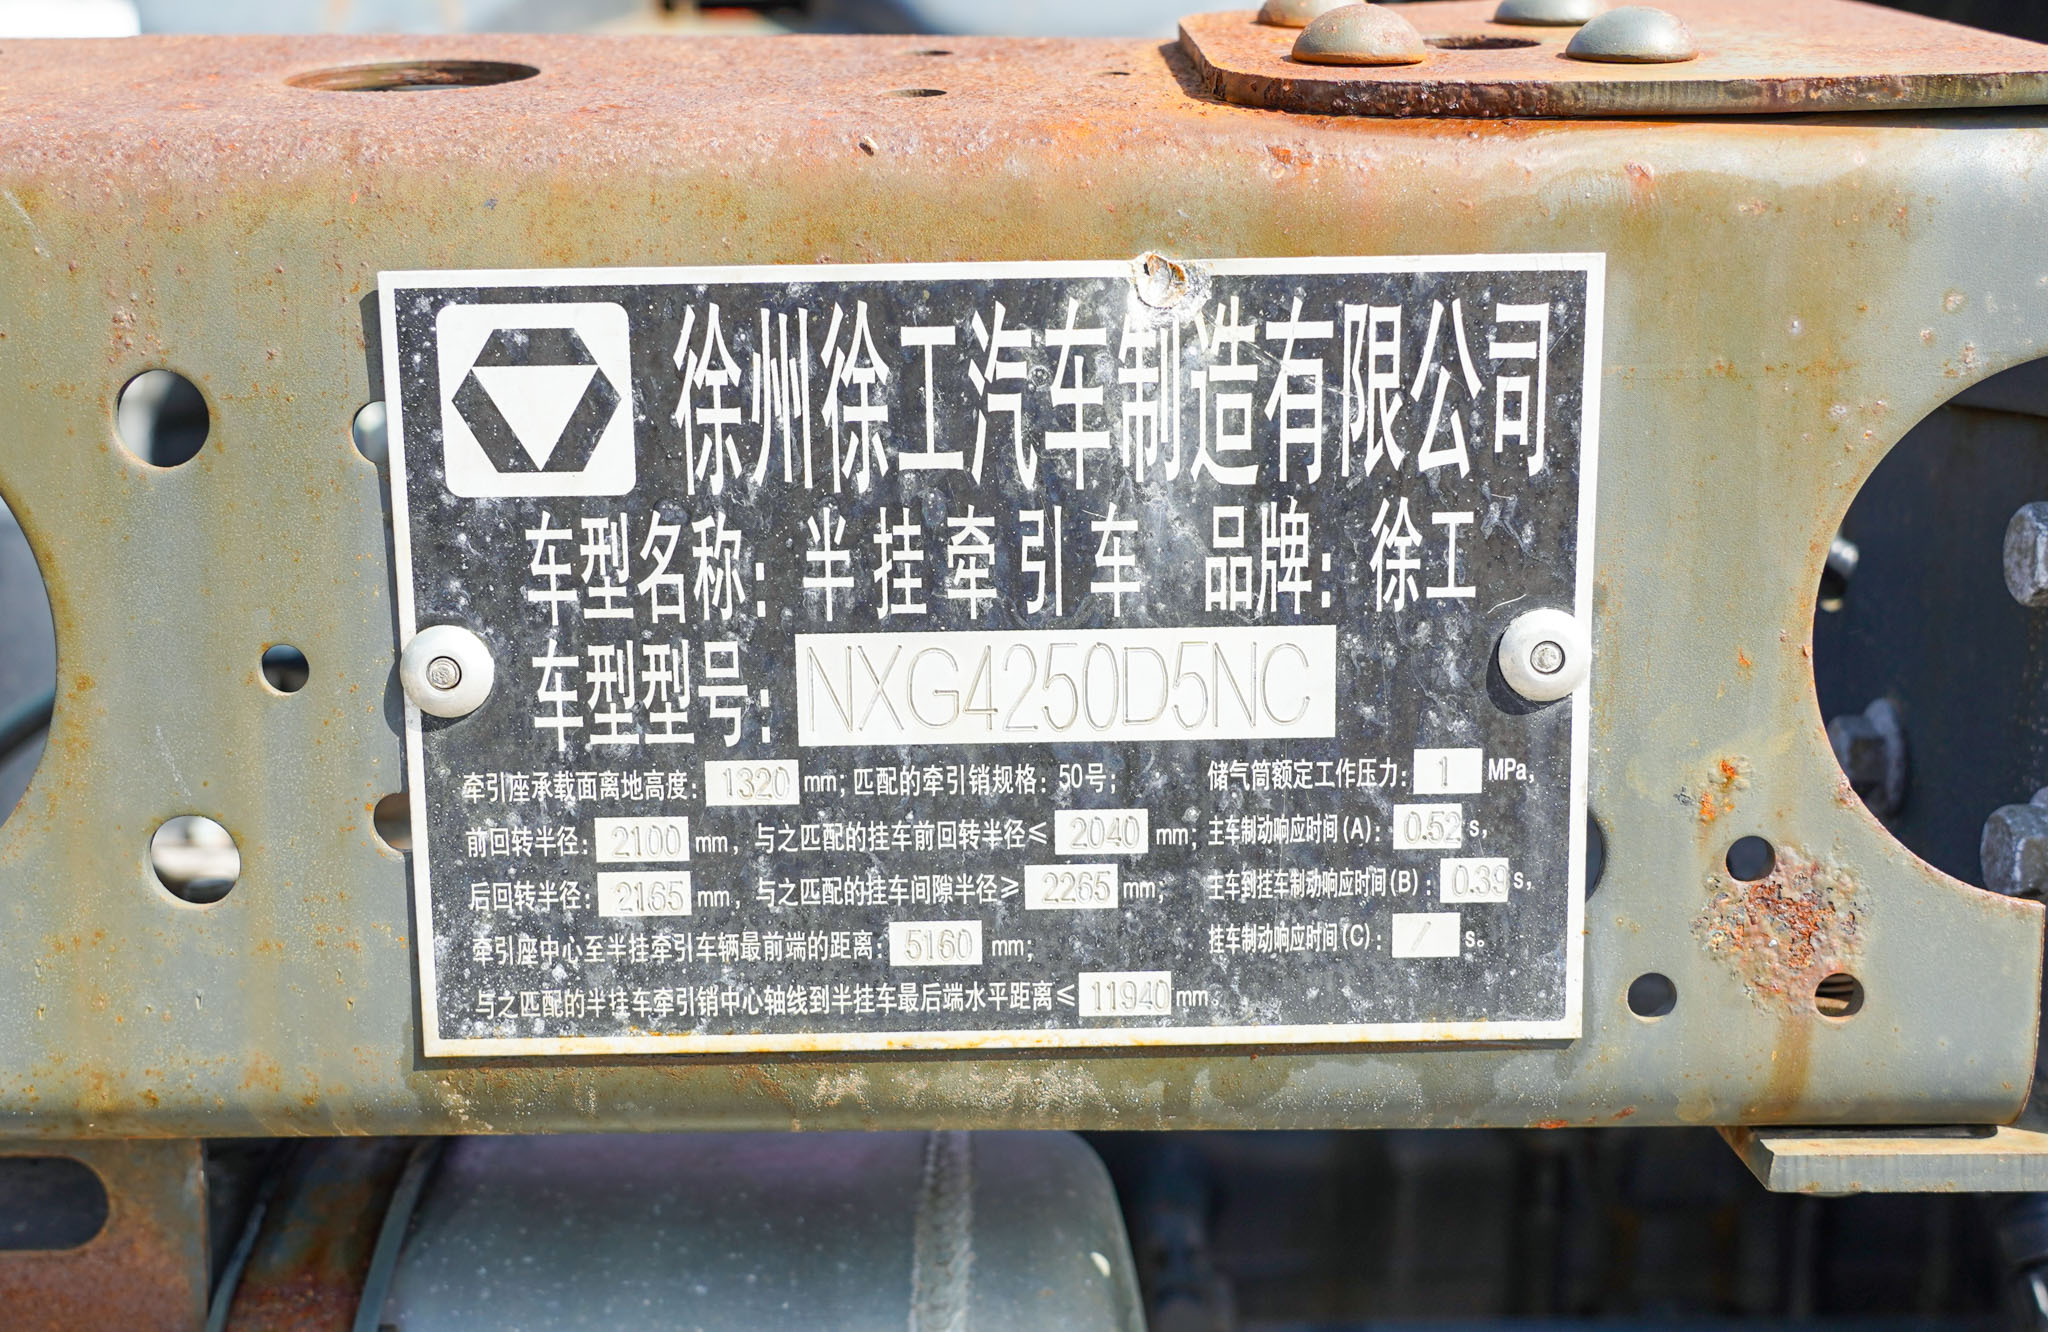 徐州徐工汽车制造有限公司
车型名称：半挂牵引车 品牌：徐工
车型型号：NXG4250D5NC
牵引座承载面离地高度：1320 mm；匹配的牵引销规格：50号； 储气筒额定工作压力：1 MPa，
前回转半径：2100 mm，与之匹配的挂车前回转半径≤ 2040 mm；主车制动响应时间(A)：0.52 s，
后回转半径：2165 mm，与之匹配的挂车间隙半径≥ 2265 mm； 主车到挂车制动响应时间(B)：0.39 s，
牵引座中心至半挂牵引车辆最前端的距离：5160 mm； 挂车制动响应时间(C)：/ s。
与之匹配的半挂车牵引销中心轴线到半挂车最后端水平距离≤ 11940 mm。